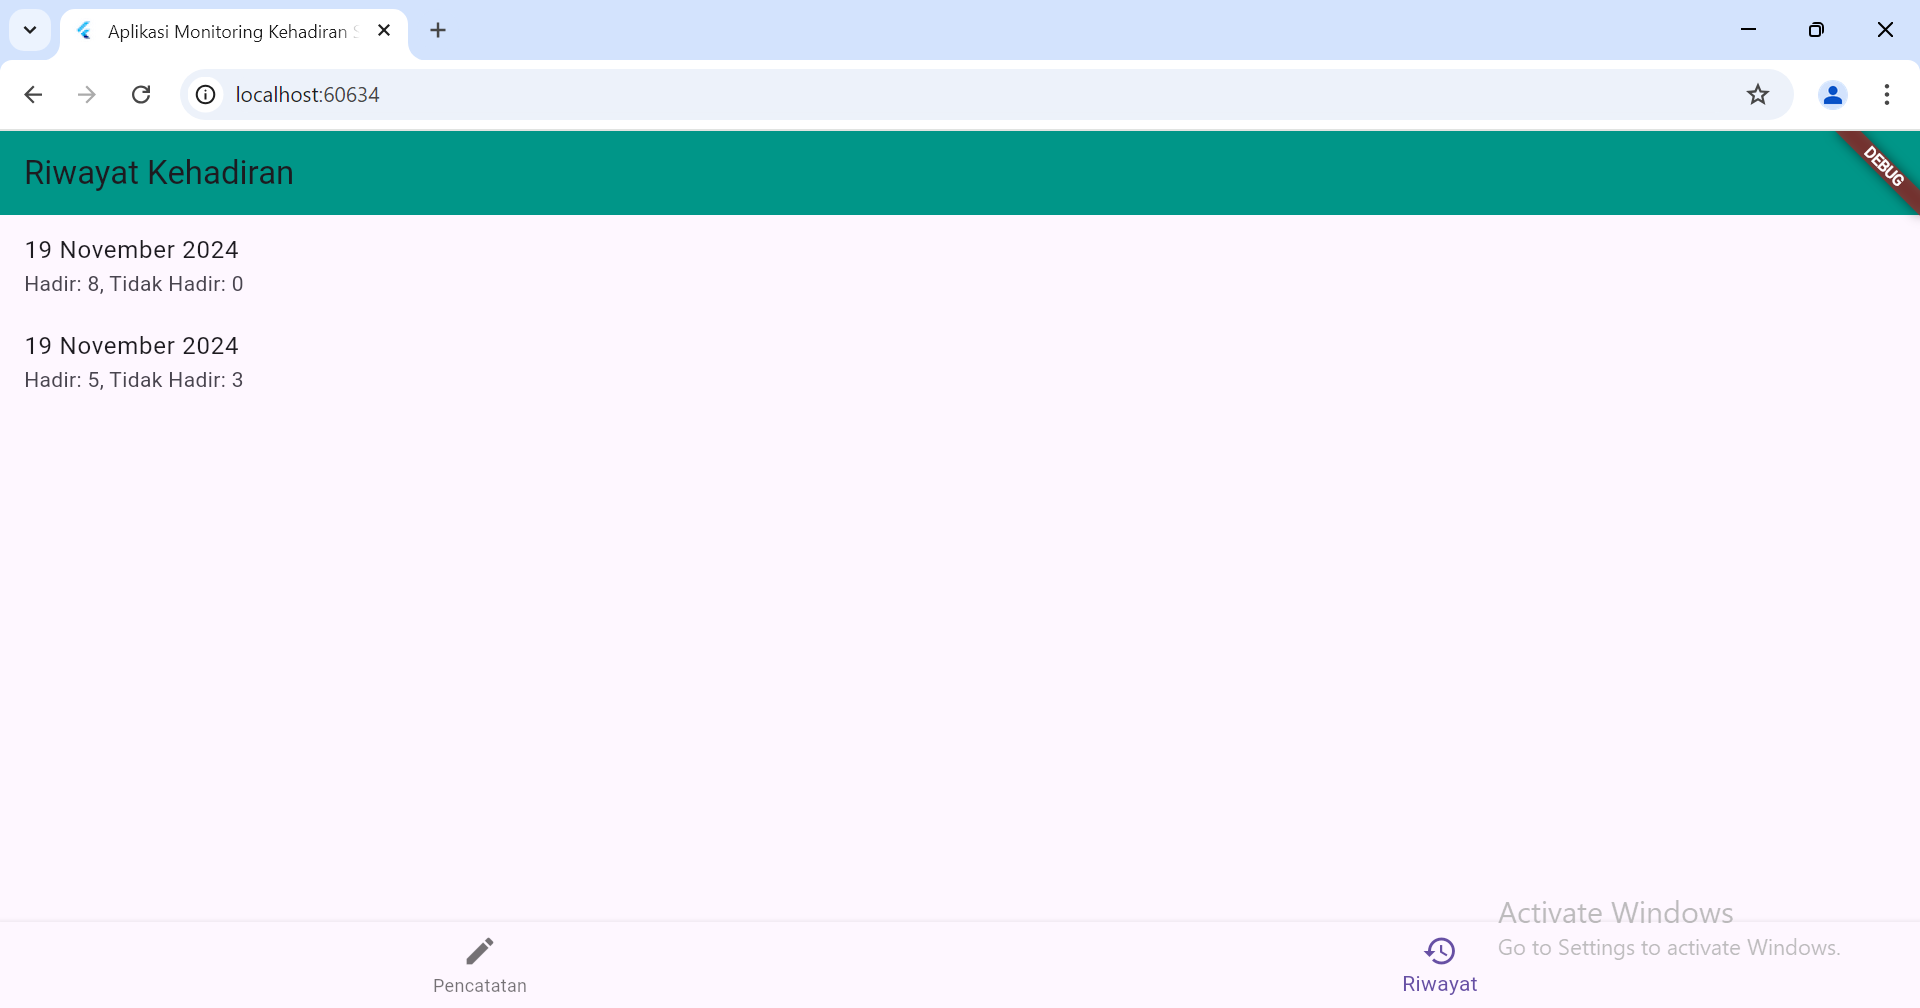 Aplikasi Monitoring Kehadiran S
localhost:60634
Riwayat Kehadiran
DEBUG
19 November 2024
Hadir: 8, Tidak Hadir: 0
19 November 2024
Hadir: 5, Tidak Hadir: 3
Activate Windows
Go to Settings to activate Windows.
Pencatatan
Riwayat